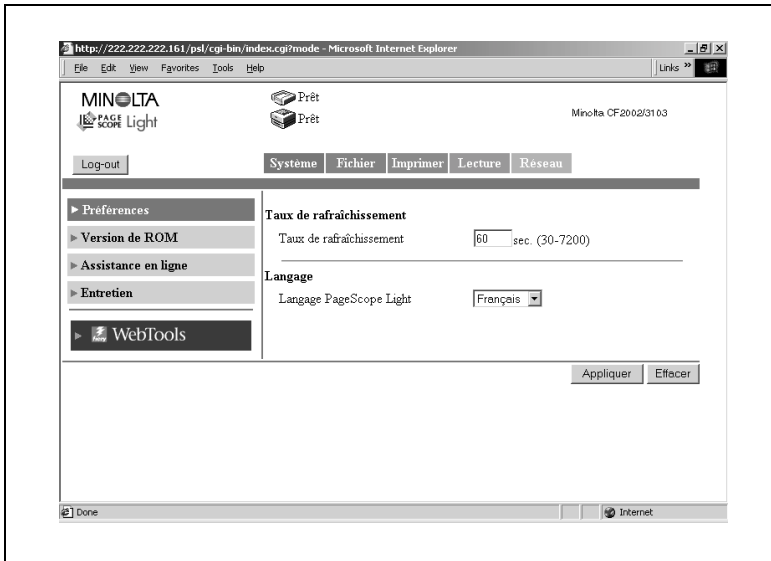 http://222.222.222.161/psl/cgi-bin/index.cgi?mode - Microsoft Internet Explorer
File Edit View Favorites Tools Help Links »
MINOLTA
PAGE SCOPE Light
Prêt
Prêt
Minolta CF2002/3103
Log-out
Système Fichier Imprimer Lecture Réseau
Préférences
Version de ROM
Assistance en ligne
Entretien
WebTools
Taux de rafraîchissement
Taux de rafraîchissement 60 sec. (30-7200)
Langage
Langage PageScope Light Français
Appliquer Effacer
Done Internet